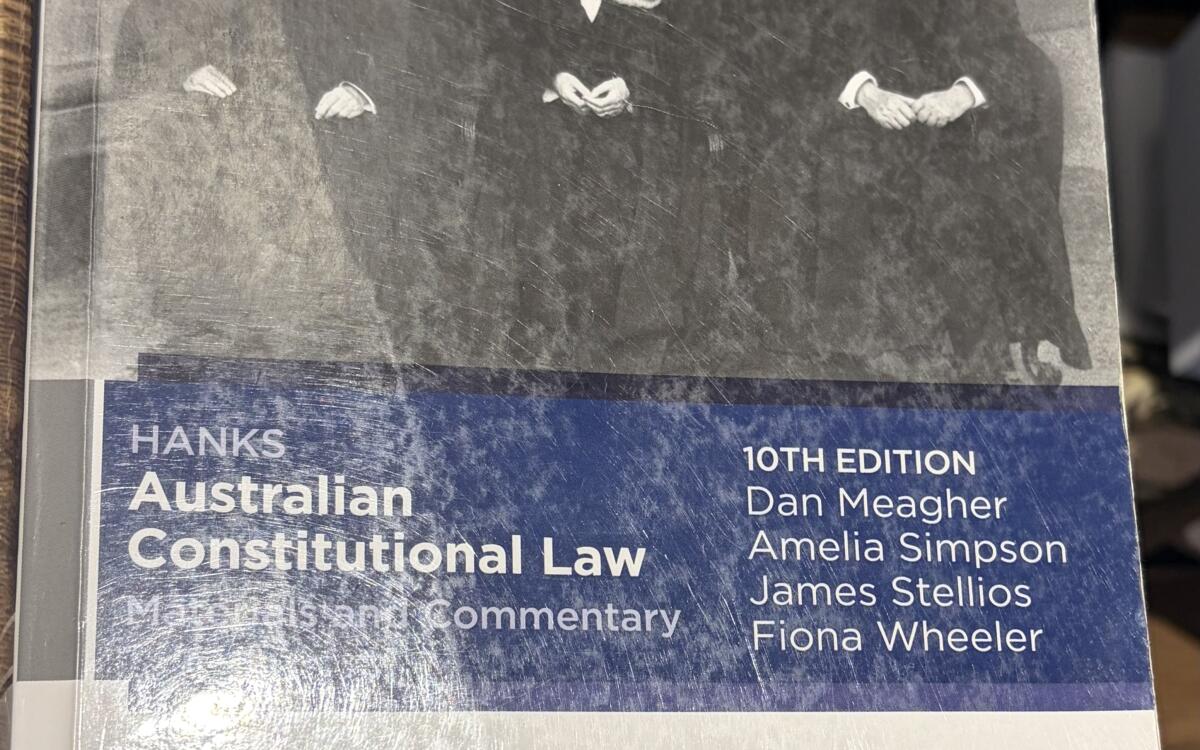 HANKS
Australian
Constitutional Law
Materials and Commentary
10TH EDITION
Dan Meagher
Amelia Simpson
James Stellios
Fiona Wheeler